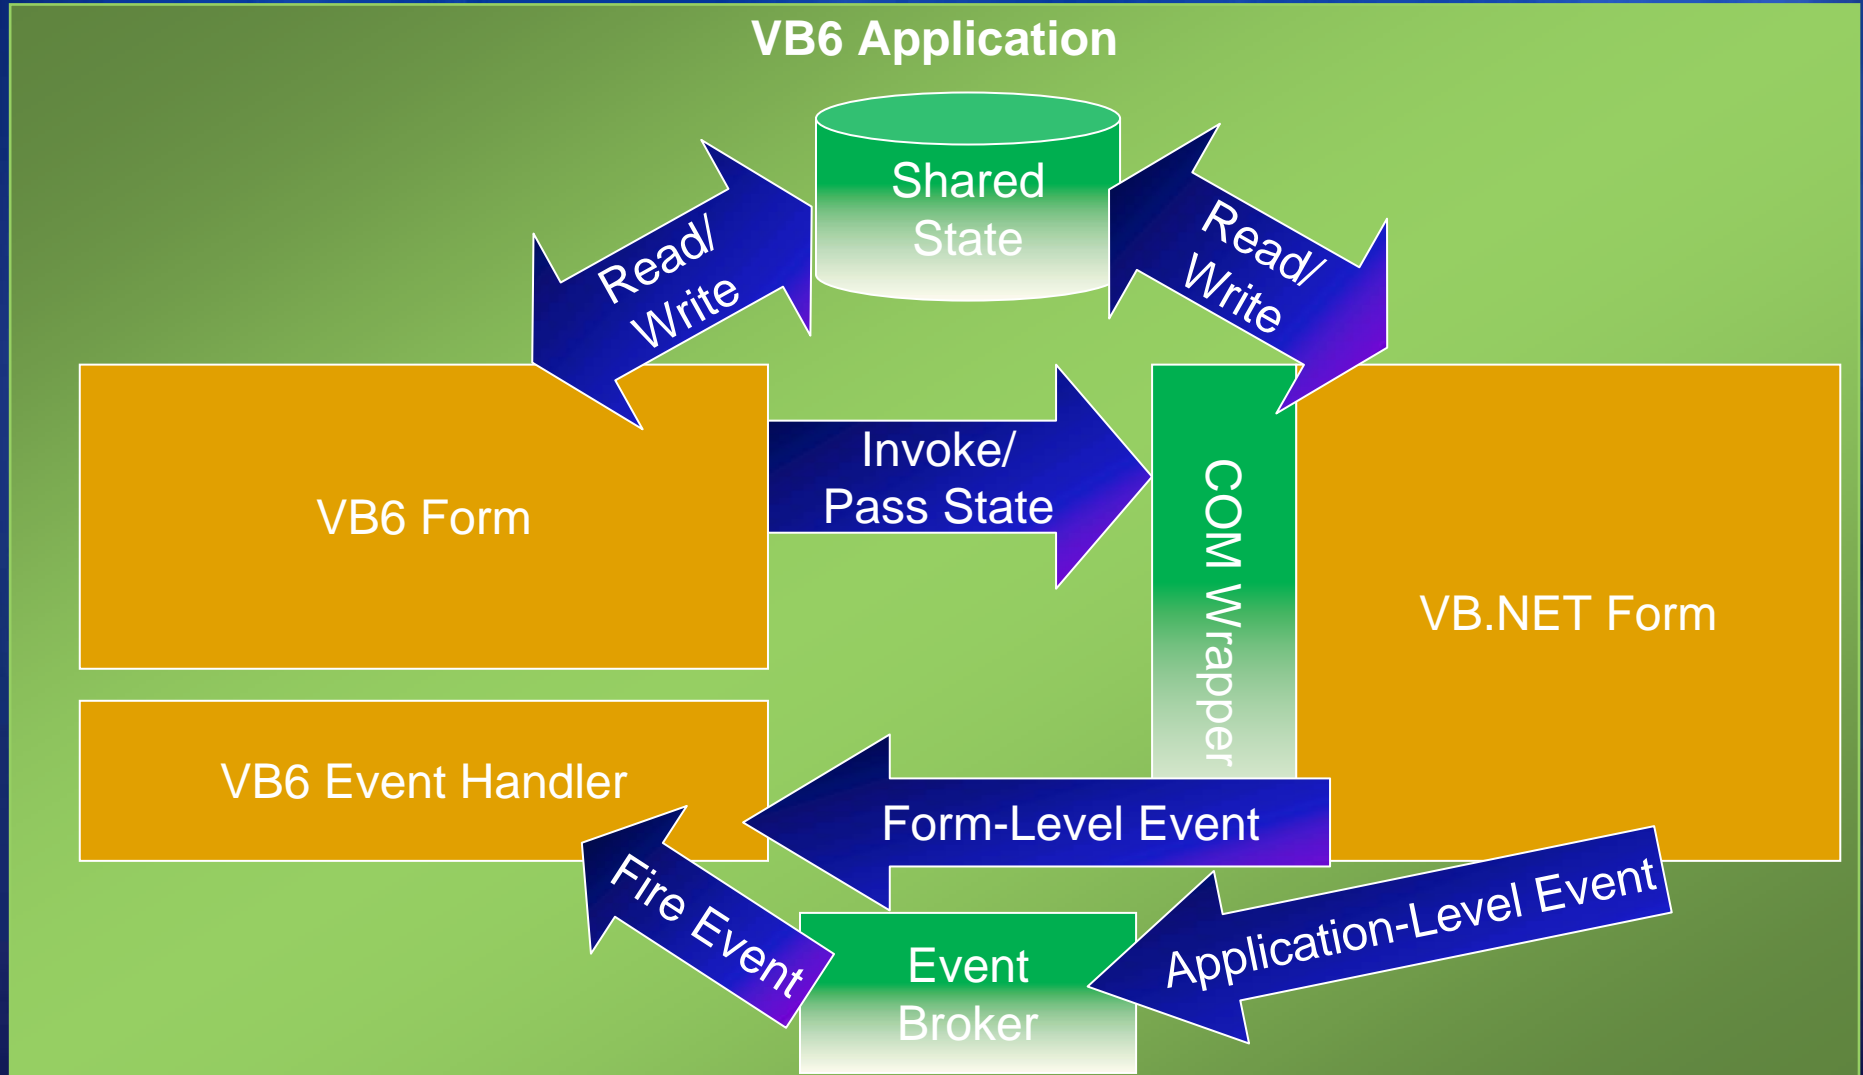 VB6 Application
Shared
State
Read/
Write
Read/
Write
Invoke/
Pass State
VB6 Form
COM Wrapper
VB.NET Form
VB6 Event Handler
Form-Level Event
Fire Event
Application-Level Event
Event
Broker